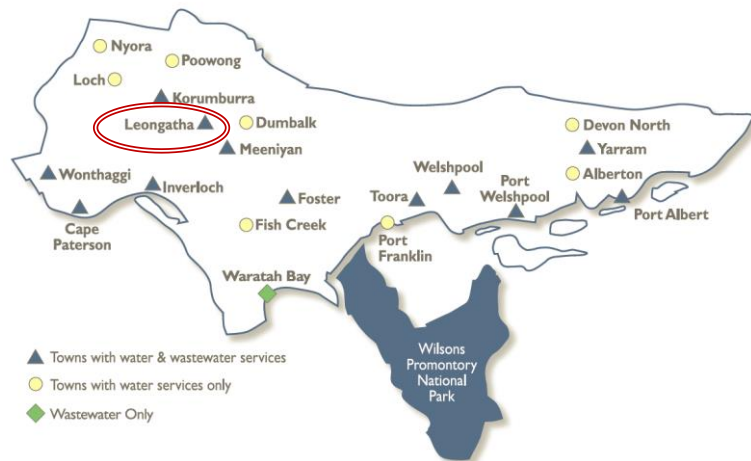 Nyora
Poowong
Loch
Korumburra
Leongatha
Dumbalk
Devon North
Meeniyan
Yarram
Wonthaggi
Inverloch
Welshpool
Alberton
Foster
Toora
Port
Welshpool
Cape
Paterson
Port Albert
Fish Creek
Port
Franklin
Waratah Bay
Wilsons
Promontory
National
Park
Towns with water & wastewater services
Towns with water services only
Wastewater Only